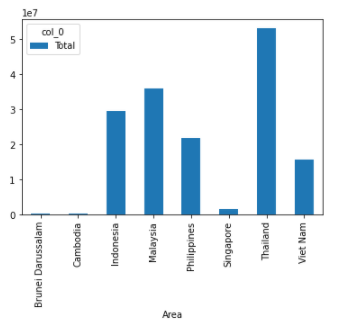 1e7
col_0
Total
5
4
3
2
1
0
Brunei Darussalam
Cambodia
Indonesia
Malaysia
Philippines
Singapore
Thailand
Viet Nam
Area